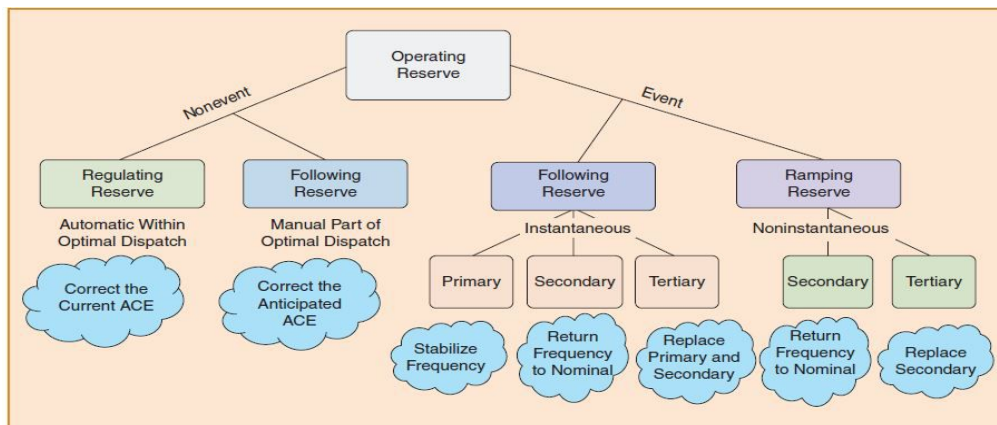 Operating
Reserve
Nonevent
Event
Regulating
Reserve
Following
Reserve
Following
Reserve
Ramping
Reserve
Automatic Within
Optimal Dispatch
Manual Part of
Optimal Dispatch
Instantaneous
Noninstantaneous
Correct the
Current ACE
Correct the
Anticipated
ACE
Primary
Secondary
Tertiary
Secondary
Tertiary
Stabilize
Frequency
Return
Frequency
to Nominal
Replace
Primary and
Secondary
Return
Frequency
to Nominal
Replace
Secondary